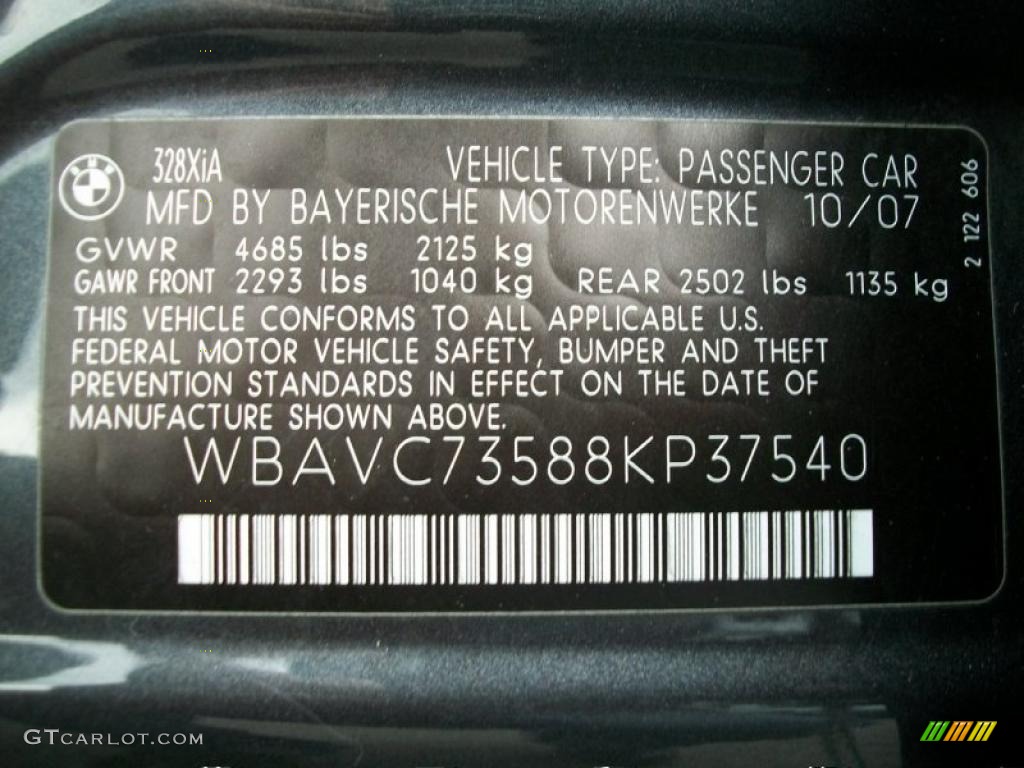 328XiA VEHICLE TYPE: PASSENGER CAR
MFD BY BAYERISCHE MOTORENWERKE 10/07
GVWR 4685 lbs 2125 kg
GAWR FRONT 2293 lbs 1040 kg REAR 2502 lbs 1135 kg
THIS VEHICLE CONFORMS TO ALL APPLICABLE U.S.
FEDERAL MOTOR VEHICLE SAFETY, BUMPER AND THEFT
PREVENTION STANDARDS IN EFFECT ON THE DATE OF
MANUFACTURE SHOWN ABOVE.
WBAVC73588KP37540
2 122 606
GTCARLOT.COM